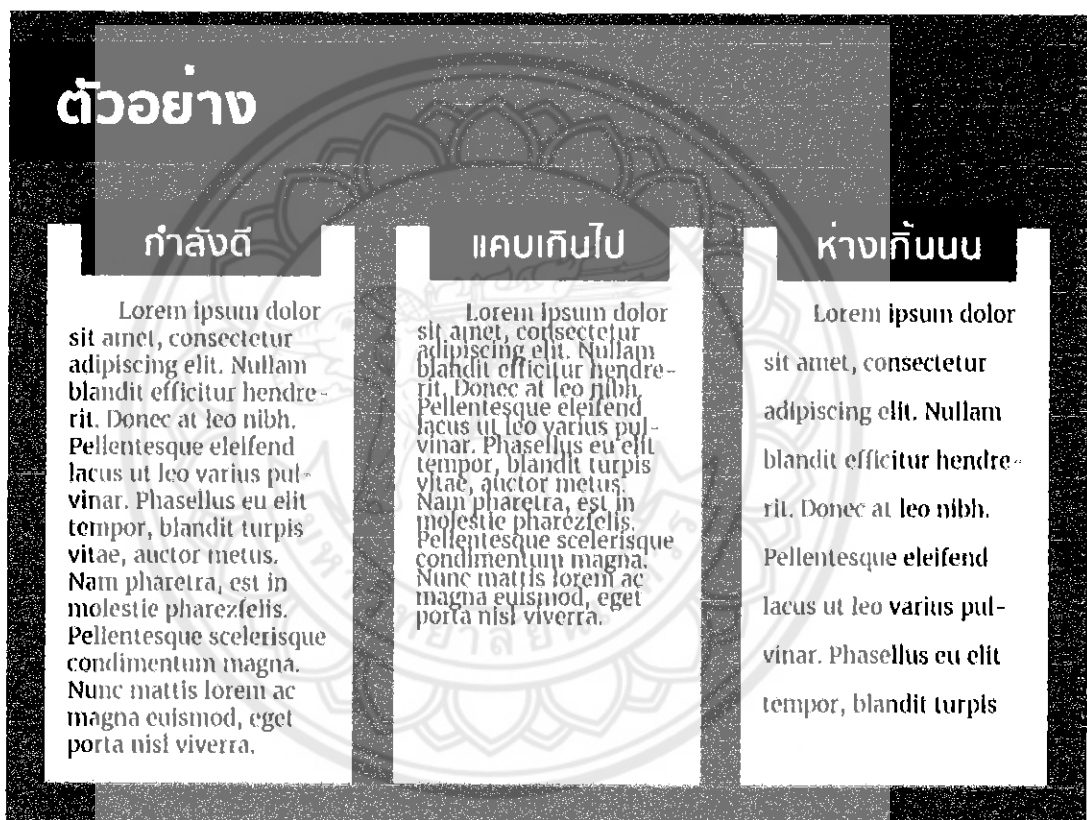 ตัวอย่าง
กำลังดี
Lorem ipsum dolor
sit amet, consectetur
adipiscing elit. Nullam
blandit efficitur hendre-
rit. Donec at leo nibh.
Pellentesque eleifend
lacus ut leo varius pul-
vinar. Phasellus eu elit
tempor, blandit turpis
vitae, auctor metus.
Nam pharetra, est in
molestie pharezfelis.
Pellentesque scelerisque
condimentum magna.
Nunc mattis lorem ac
magna euismod, eget
porta nisl viverra.
แคบเกินไป
Lorem ipsum dolor
sit amet, consectetur
adipiscing elit. Nullam
blandit efficitur hendre-
rit. Donec at leo nibh.
Pellentesque eleifend
lacus ut leo varius pul-
vinar. Phasellus eu elit
tempor, blandit turpis
vitae, auctor metus.
Nam pharetra, est in
molestie pharezfelis.
Pellentesque scelerisque
condimentum magna.
Nunc mattis lorem ac
magna euismod, eget
porta nisl viverra.
ห่างเกิ้นนน
Lorem ipsum dolor
sit amet, consectetur
adipiscing elit. Nullam
blandit efficitur hendre-
rit. Donec at leo nibh.
Pellentesque eleifend
lacus ut leo varius pul-
vinar. Phasellus eu elit
tempor, blandit turpis